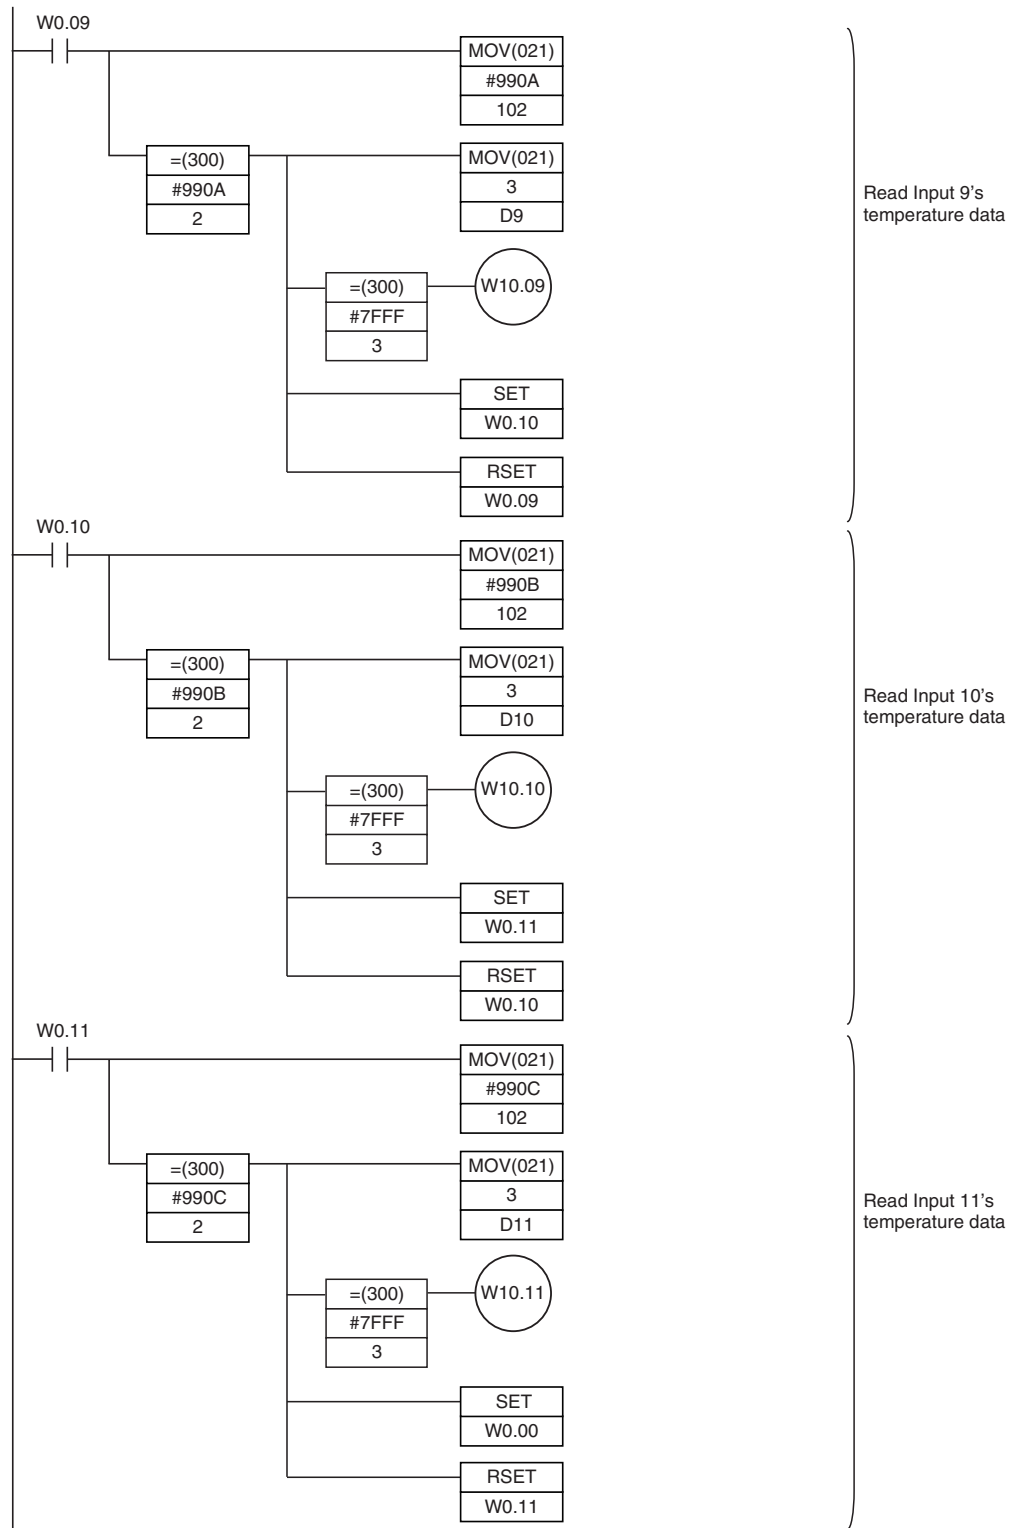 W0.09
MOV(021)
#990A
102
=(300)
#990A
2
MOV(021)
3
D9
Read Input 9's
temperature data
=(300)
#7FFF
3
W10.09
SET
W0.10
RSET
W0.09
W0.10
MOV(021)
#990B
102
=(300)
#990B
2
MOV(021)
3
D10
Read Input 10's
temperature data
=(300)
#7FFF
3
W10.10
SET
W0.11
RSET
W0.10
W0.11
MOV(021)
#990C
102
=(300)
#990C
2
MOV(021)
3
D11
Read Input 11's
temperature data
=(300)
#7FFF
3
W10.11
SET
W0.00
RSET
W0.11